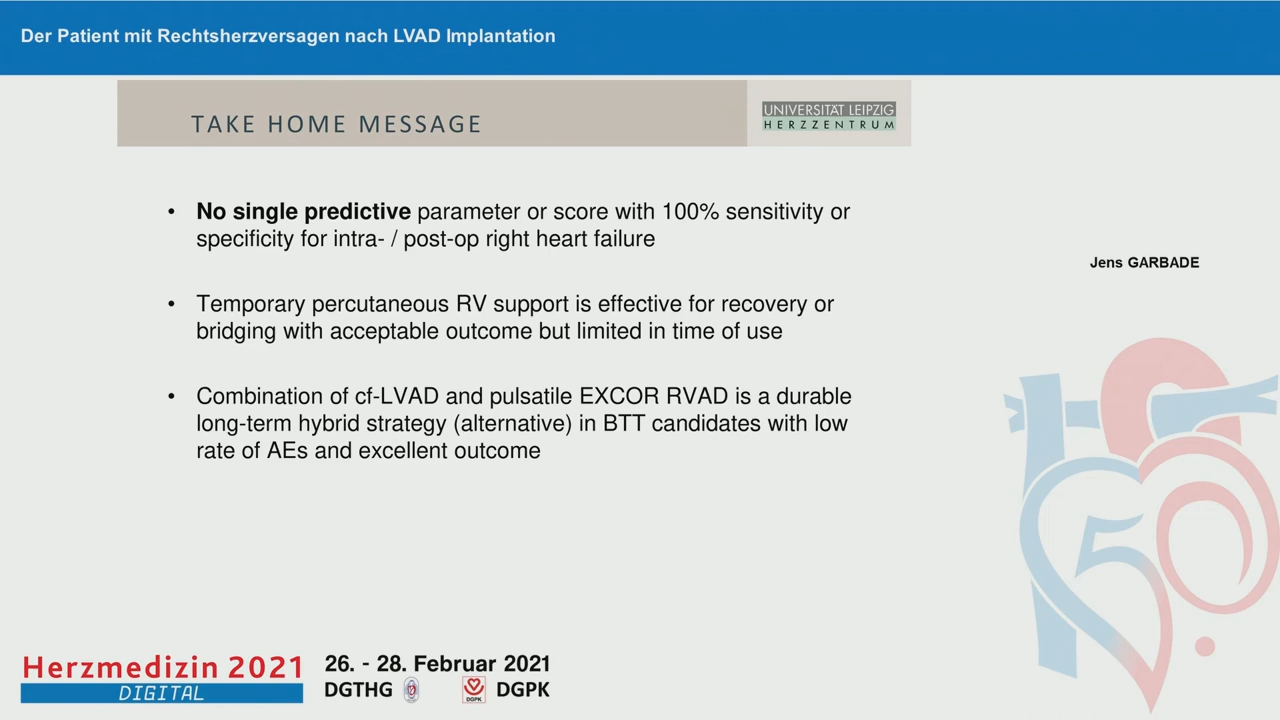 Der Patient mit Rechtsherzversagen nach LVAD Implantation
TAKE HOME MESSAGE
UNIVERSITÄT LEIPZIG
HERZZENTRUM
• No single predictive parameter or score with 100% sensitivity or
specificity for intra- / post-op right heart failure
Jens GARBADE
• Temporary percutaneous RV support is effective for recovery or
bridging with acceptable outcome but limited in time of use
• Combination of cf-LVAD and pulsatile EXCOR RVAD is a durable
long-term hybrid strategy (alternative) in BTT candidates with low
rate of AEs and excellent outcome
50.
Herzmedizin 2021
DIGITAL
26. - 28. Februar 2021
DGTHG
DGPK
DGPK